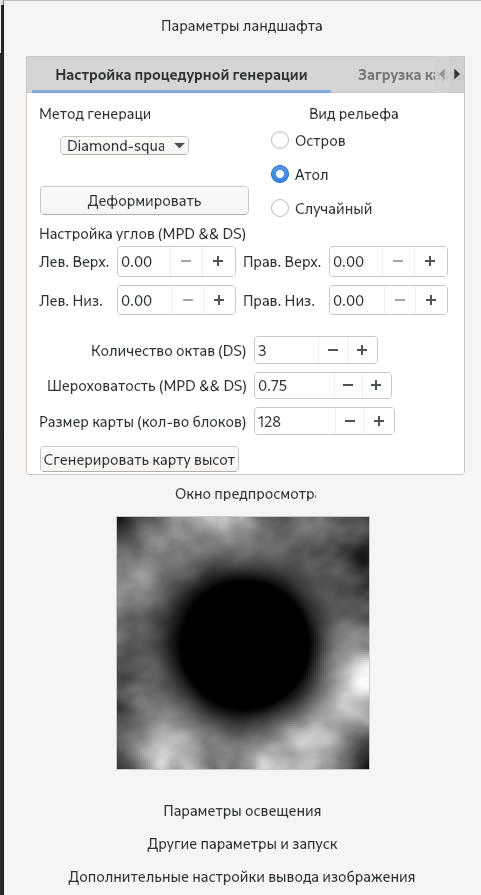 Параметры ландшафта
Настройка процедурной генерации Загрузка
Метод генераци Вид рельефа
Diamond-squa Остров
Атол
Деформировать Случайный
Настройка углов (MPD && DS)
Лев. Верх. 0.00 − + Прав. Верх. 0.00 − +
Лев. Низ. 0.00 − + Прав. Низ. 0.00 − +
Количество октав (DS) 3 − +
Шероховатость (MPD && DS) 0.75 − +
Размер карты (кол-во блоков) 128 − +
Сгенерировать карту высот
Окно предпросмотр
Параметры освещения
Другие параметры и запуск
Дополнительные настройки вывода изображения